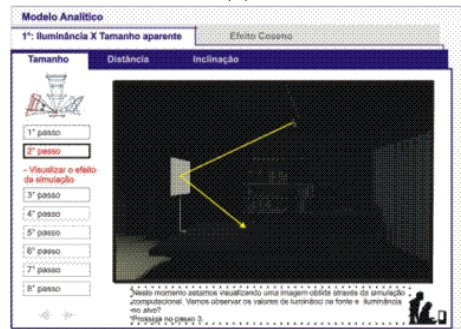 Modelo Analítico
1º: Iluminância X Tamanho aparente
Efeito Coseno
Tamanho
Distância
Inclinação
1º passo
2º passo
- Visualizar o efeito
da simulação
3º passo
4º passo
5º passo
6º passo
7º passo
8º passo
Neste momento estamos visualizando uma imagem obtida através da simulação
computacional. Vamos observar os valores de luminânci na fonte e iluminância
no alvo?
Prossiga no passo 3.